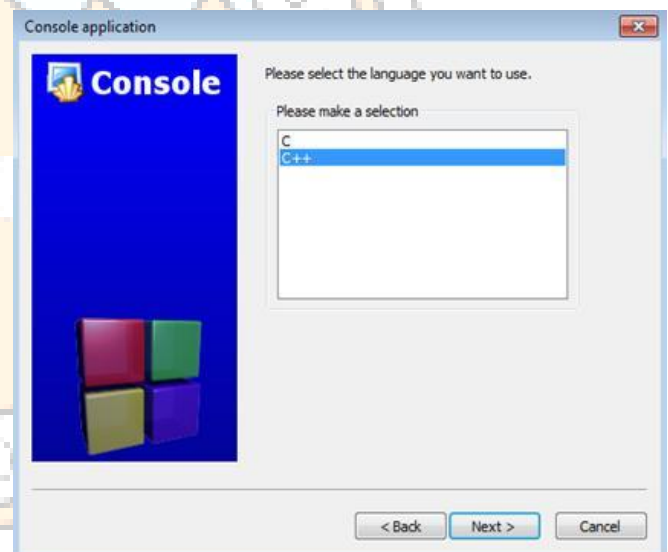 Console application
Console
Please select the language you want to use.
Please make a selection
C
C++
< Back
Next >
Cancel